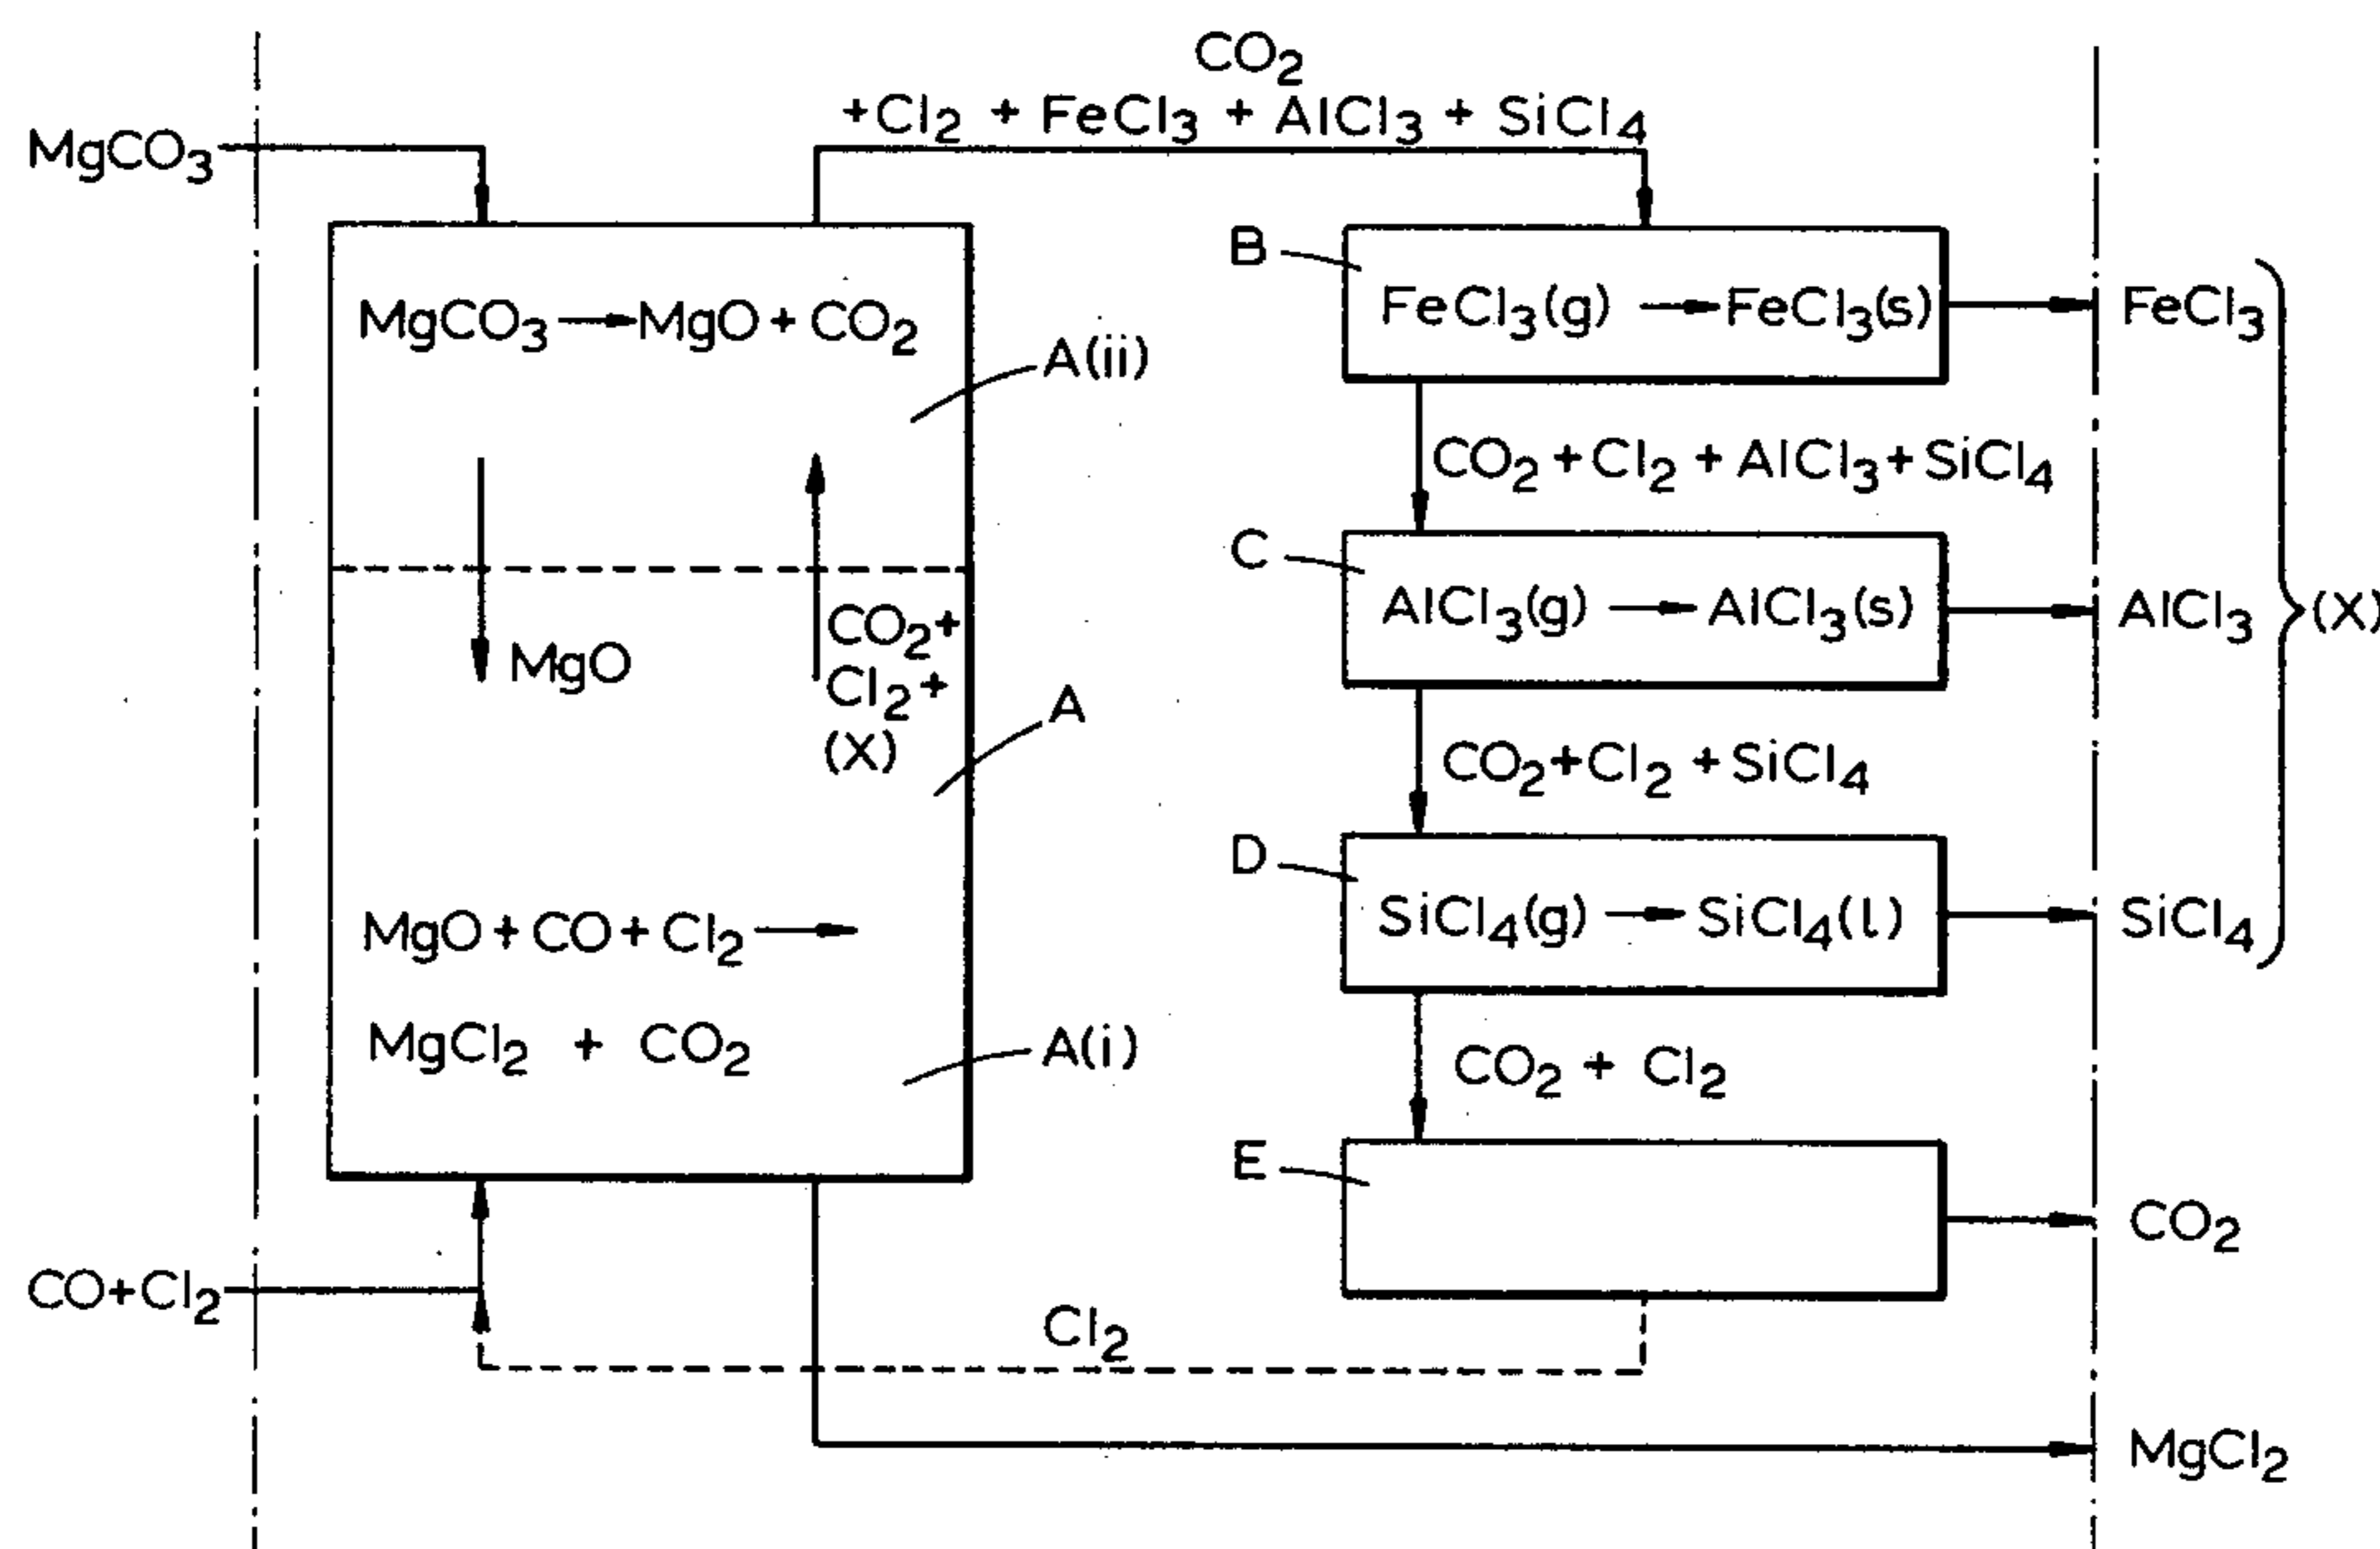 CO₂
+Cl₂ + FeCl₃ + AlCl₃ + SiCl₄
MgCO₃
MgCO₃→MgO + CO₂
A(ii)
MgO
CO₂+
Cl₂+
(X)
A
MgO + CO + Cl₂→
MgCl₂ + CO₂
A(i)
CO+Cl₂
B
FeCl₃(g) →FeCl₃(s)
FeCl₃
CO₂ + Cl₂ + AlCl₃ + SiCl₄
C
AlCl₃(g) → AlCl₃(s)
AlCl₃
(X)
CO₂+Cl₂ + SiCl₄
D
SiCl₄(g) → SiCl₄(l)
SiCl₄
CO₂ + Cl₂
E
CO₂
Cl₂
MgCl₂